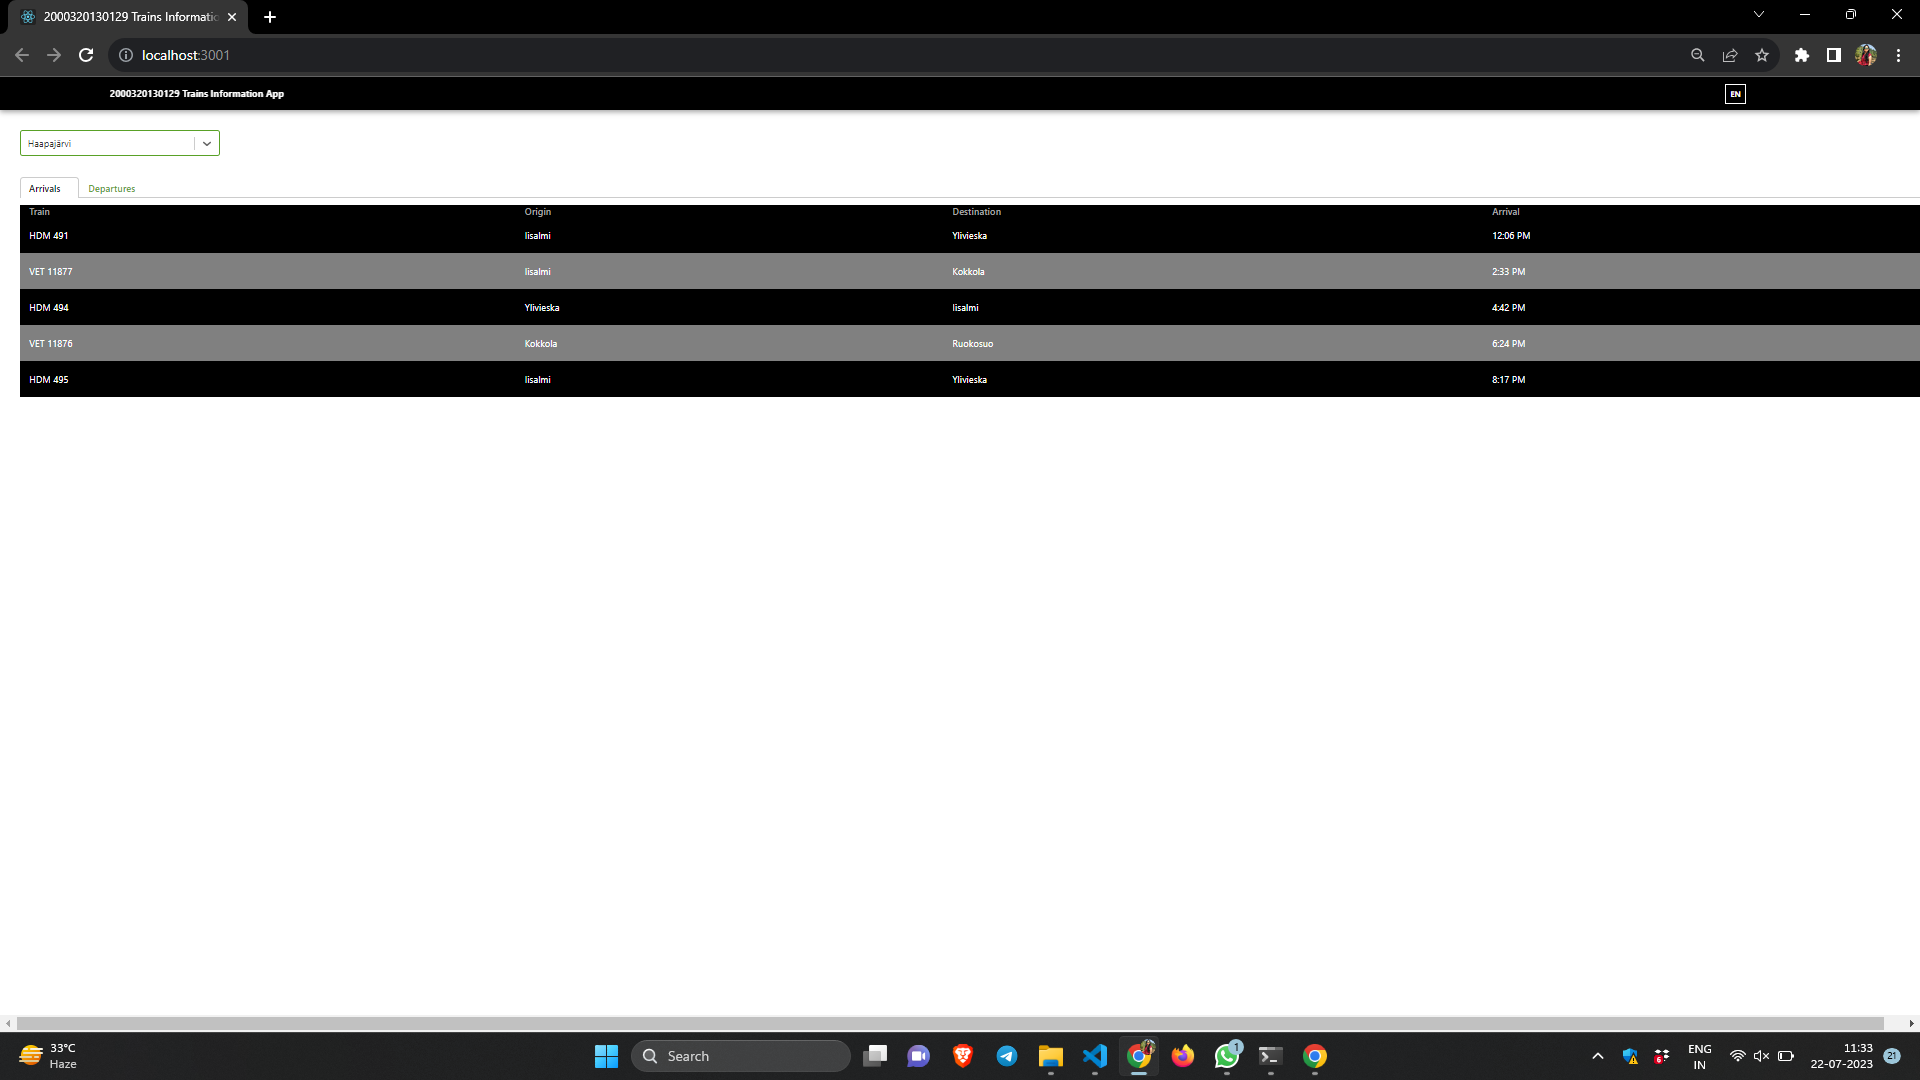 2000320130129 Trains Informatio
localhost:3001
2000320130129 Trains Information App
EN
Haapajärvi
Arrivals Departures
Train Origin Destination Arrival
HDM 491 Iisalmi Ylivieska 12:06 PM
VET 11877 Iisalmi Kokkola 2:33 PM
HDM 494 Ylivieska Iisalmi 4:42 PM
VET 11876 Kokkola Ruokosuo 6:24 PM
HDM 495 Iisalmi Ylivieska 8:17 PM
33°C
Haze
Search
1
6
ENG
IN
11:33
22-07-2023
21